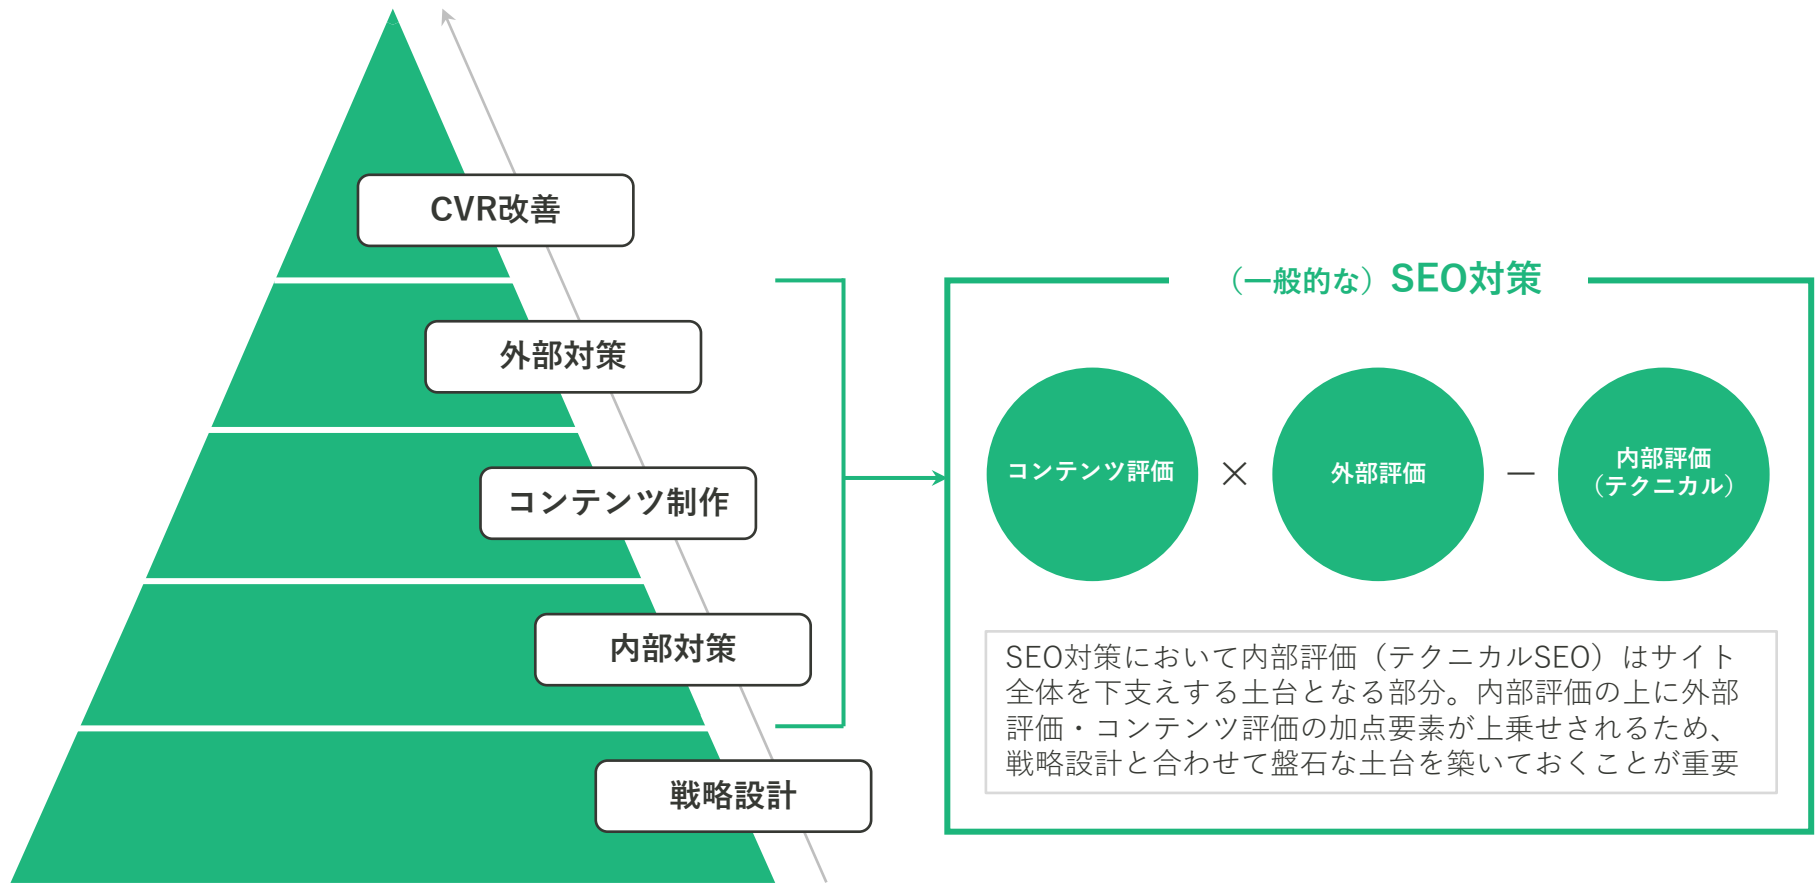 CVR改善
外部対策
コンテンツ制作
内部対策
戦略設計
（一般的な）SEO対策
コンテンツ評価
×
外部評価
－
内部評価
（テクニカル）
SEO対策において内部評価（テクニカルSEO）はサイト
全体を下支えする土台となる部分。内部評価の上に外部
評価・コンテンツ評価の加点要素が上乗せされるため、
戦略設計と合わせて盤石な土台を築いておくことが重要